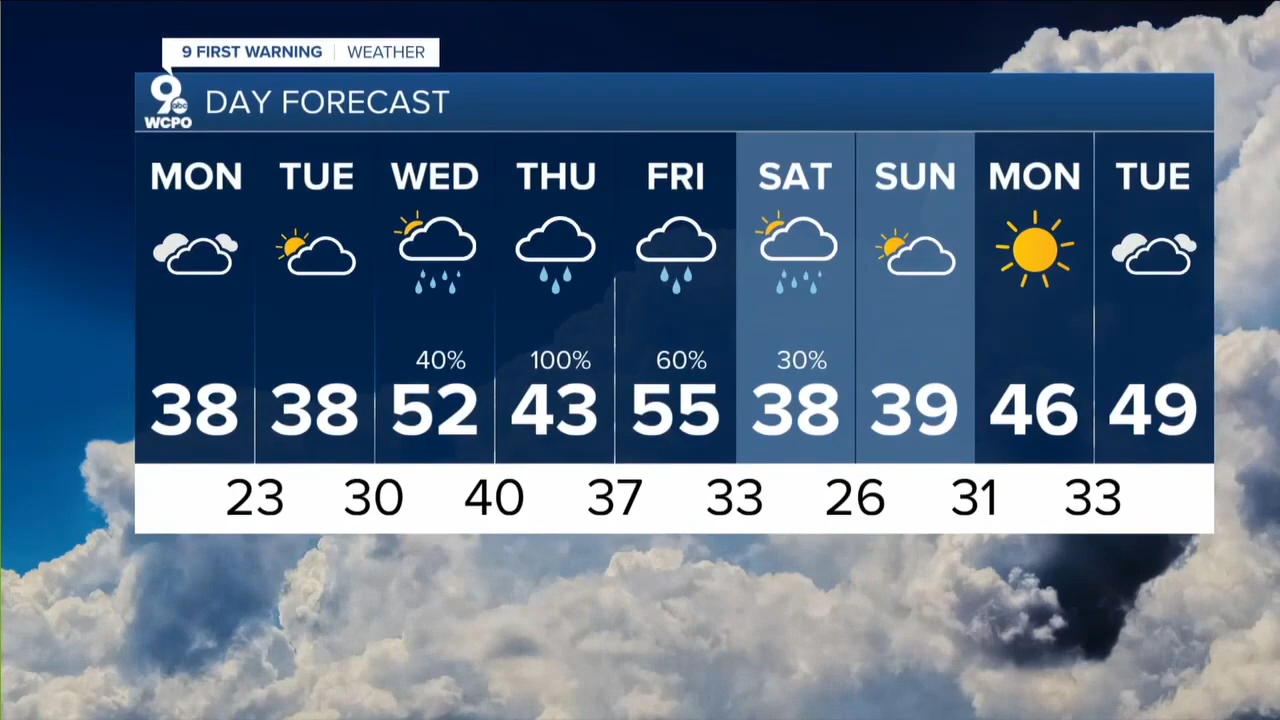 9 FIRST WARNING | WEATHER
9 abc WCPO DAY FORECAST
MON TUE WED THU FRI SAT SUN MON TUE
40% 100% 60% 30%
38 38 52 43 55 38 39 46 49
23 30 40 37 33 26 31 33